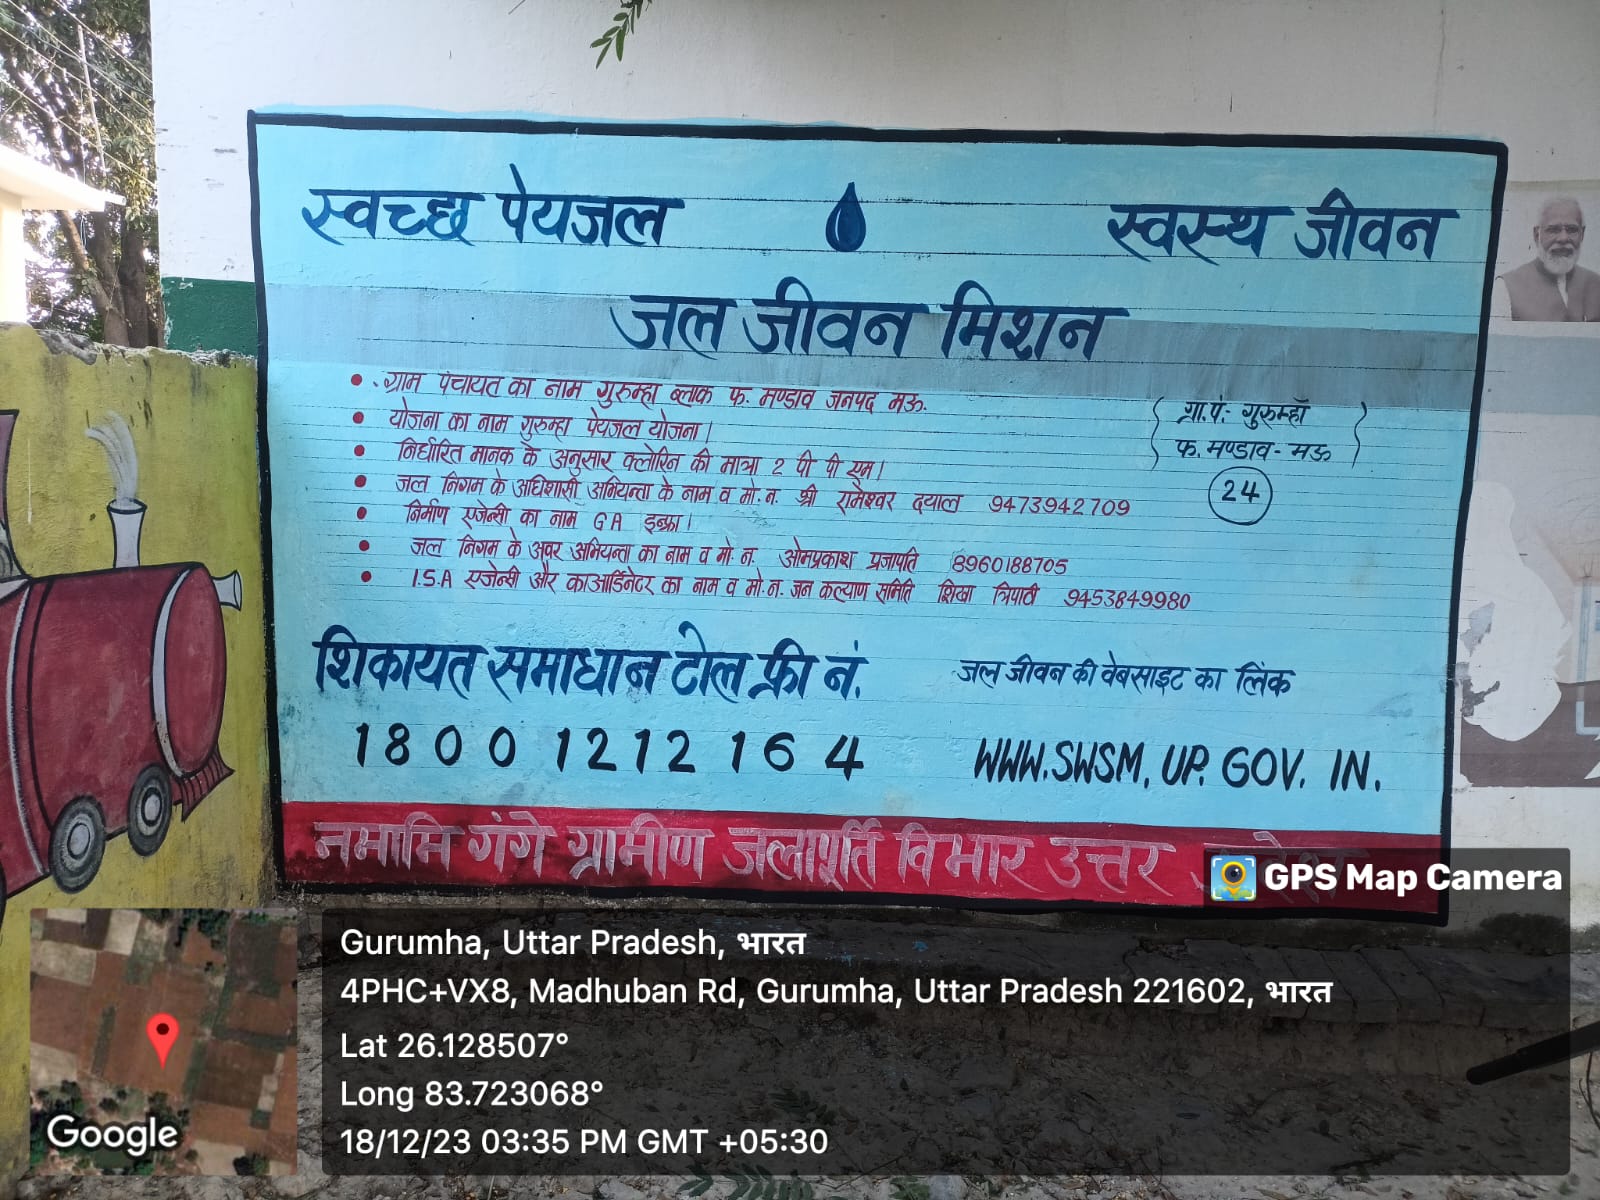 स्वच्छ पेयजल स्वस्थ जीवन
जल जीवन मिशन
ग्राम पंचायत का नाम गुरुम्हा ब्लाक फ. मण्डाव जनपद मऊ.
योजना का नाम गुरुम्हा पेयजल योजना।
निर्धारित मानक के अनुसार क्लोरिन की मात्रा 2 पी पी एम।
जल निगम के अधिशासी अभियन्ता के नाम व मो.न. श्री रामेश्वर दयाल 9473942709
निर्माण एजेन्सी का नाम GA इन्फ्रा।
जल निगम के अवर अभियन्ता का नाम व मो. न. ओमप्रकाश प्रजापति 8960188705
I.S.A एजेन्सी और काआर्डिनेटर का नाम व मो.न. जन कल्याण समिति शिखा त्रिपाठी 9453849980
ग्रा.पं:- गुरुम्हाँ
फ. मण्डाव - मऊ
24
शिकायत समाधान टोल फ्री नं.
1800 1212 164
जल जीवन की वेबसाइट का लिंक
WWW.SWSM. UP. GOV. IN.
नमामि गंगे ग्रामीण जलापूर्ति विभार उत्तर
GPS Map Camera
Gurumha, Uttar Pradesh, भारत
4PHC+VX8, Madhuban Rd, Gurumha, Uttar Pradesh 221602, भारत
Lat 26.128507°
Long 83.723068°
18/12/23 03:35 PM GMT +05:30
Google